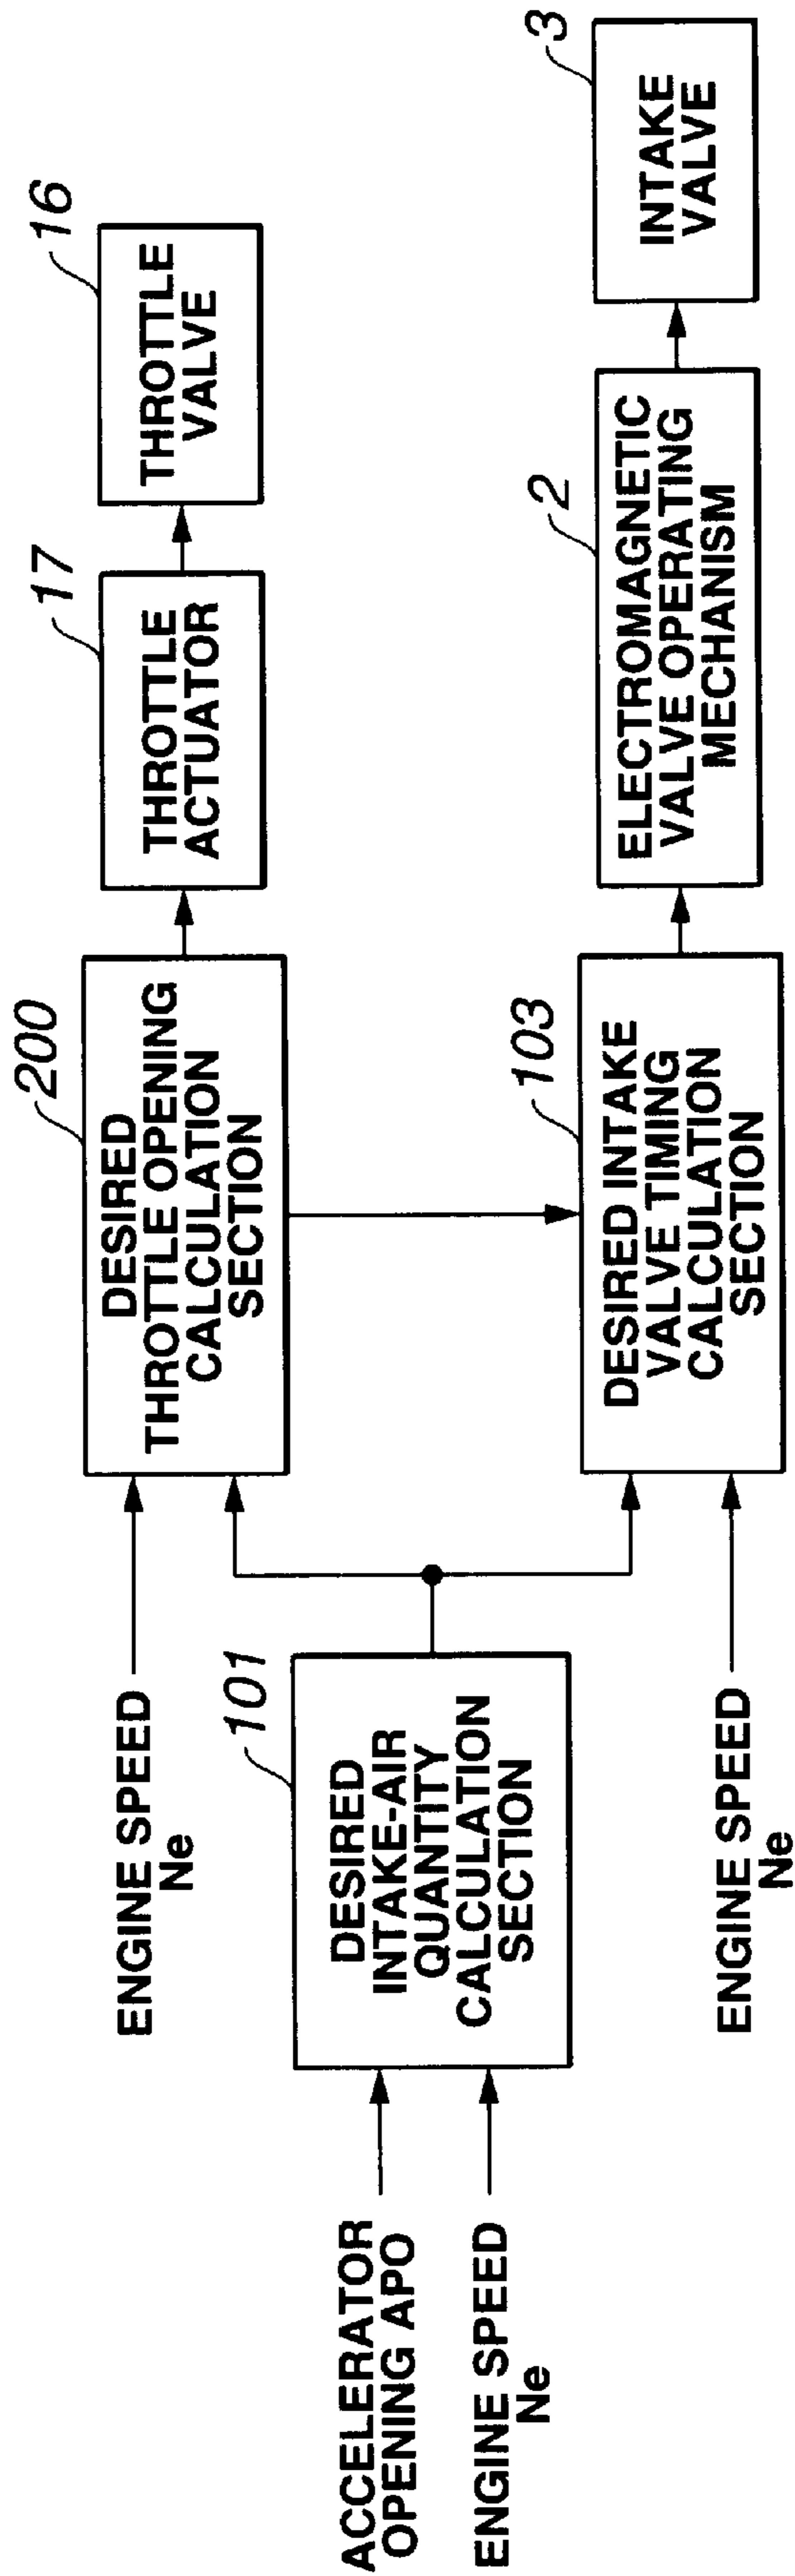 ACCELERATOR
OPENING APO
ENGINE SPEED
Ne
101
DESIRED
INTAKE-AIR
QUANTITY
CALCULATION
SECTION
ENGINE SPEED
Ne
200
DESIRED
THROTTLE OPENING
CALCULATION
SECTION
17
THROTTLE
ACTUATOR
16
THROTTLE
VALVE
ENGINE SPEED
Ne
103
DESIRED INTAKE
VALVE TIMING
CALCULATION
SECTION
2
ELECTROMAGNETIC
VALVE OPERATING
MECHANISM
3
INTAKE
VALVE